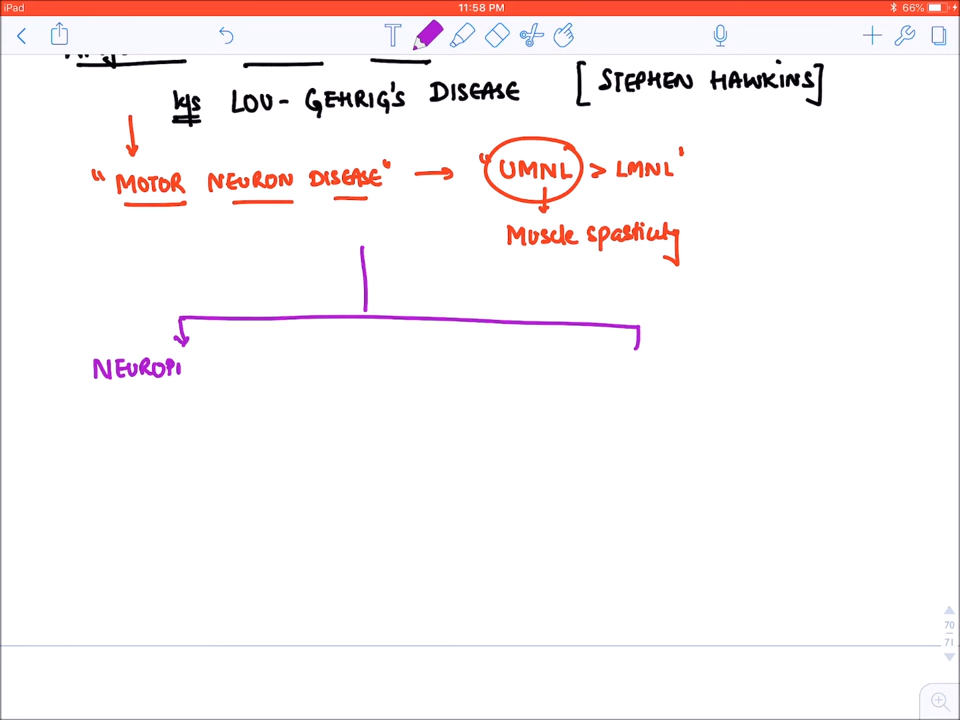 iPad 11:58 PM 66%
k/s LOU-GEHRIG'S DISEASE [STEPHEN HAWKINS]
"MOTOR NEURON DISEASE" → "UMNL" > LMNL'
Muscle spasticity
NEUROPI
70
71